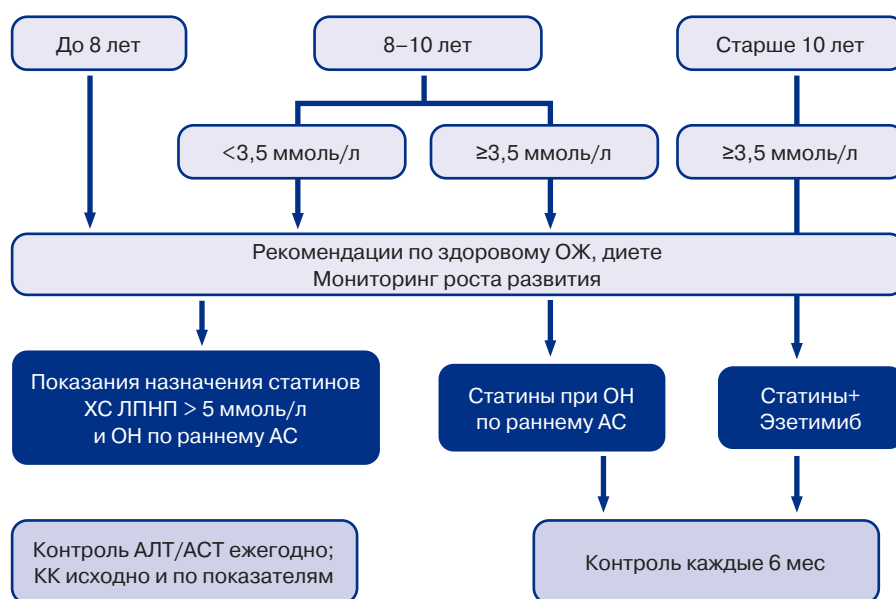 До 8 лет
8–10 лет
Старше 10 лет
<3,5 ммоль/л
≥3,5 ммоль/л
≥3,5 ммоль/л
Рекомендации по здоровому ОЖ, диете
Мониторинг роста развития
Показания назначения статинов
ХС ЛПНП > 5 ммоль/л
и ОН по раннему АС
Статины при ОН
по раннему АС
Статины+
Эзетимиб
Контроль АЛТ/АСТ ежегодно;
КК исходно и по показателям
Контроль каждые 6 мес